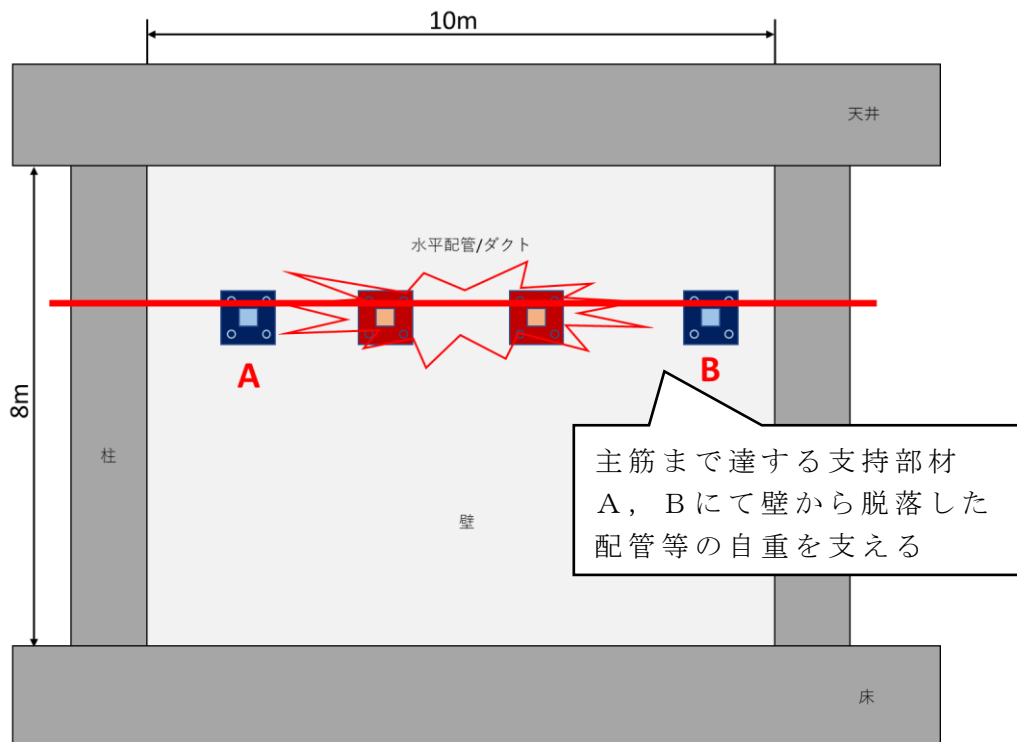 10m
天井
水平配管/ダクト
A
B
8m
柱
主筋まで達する支持部材
A，Bにて壁から脱落した
配管等の自重を支える
壁
床